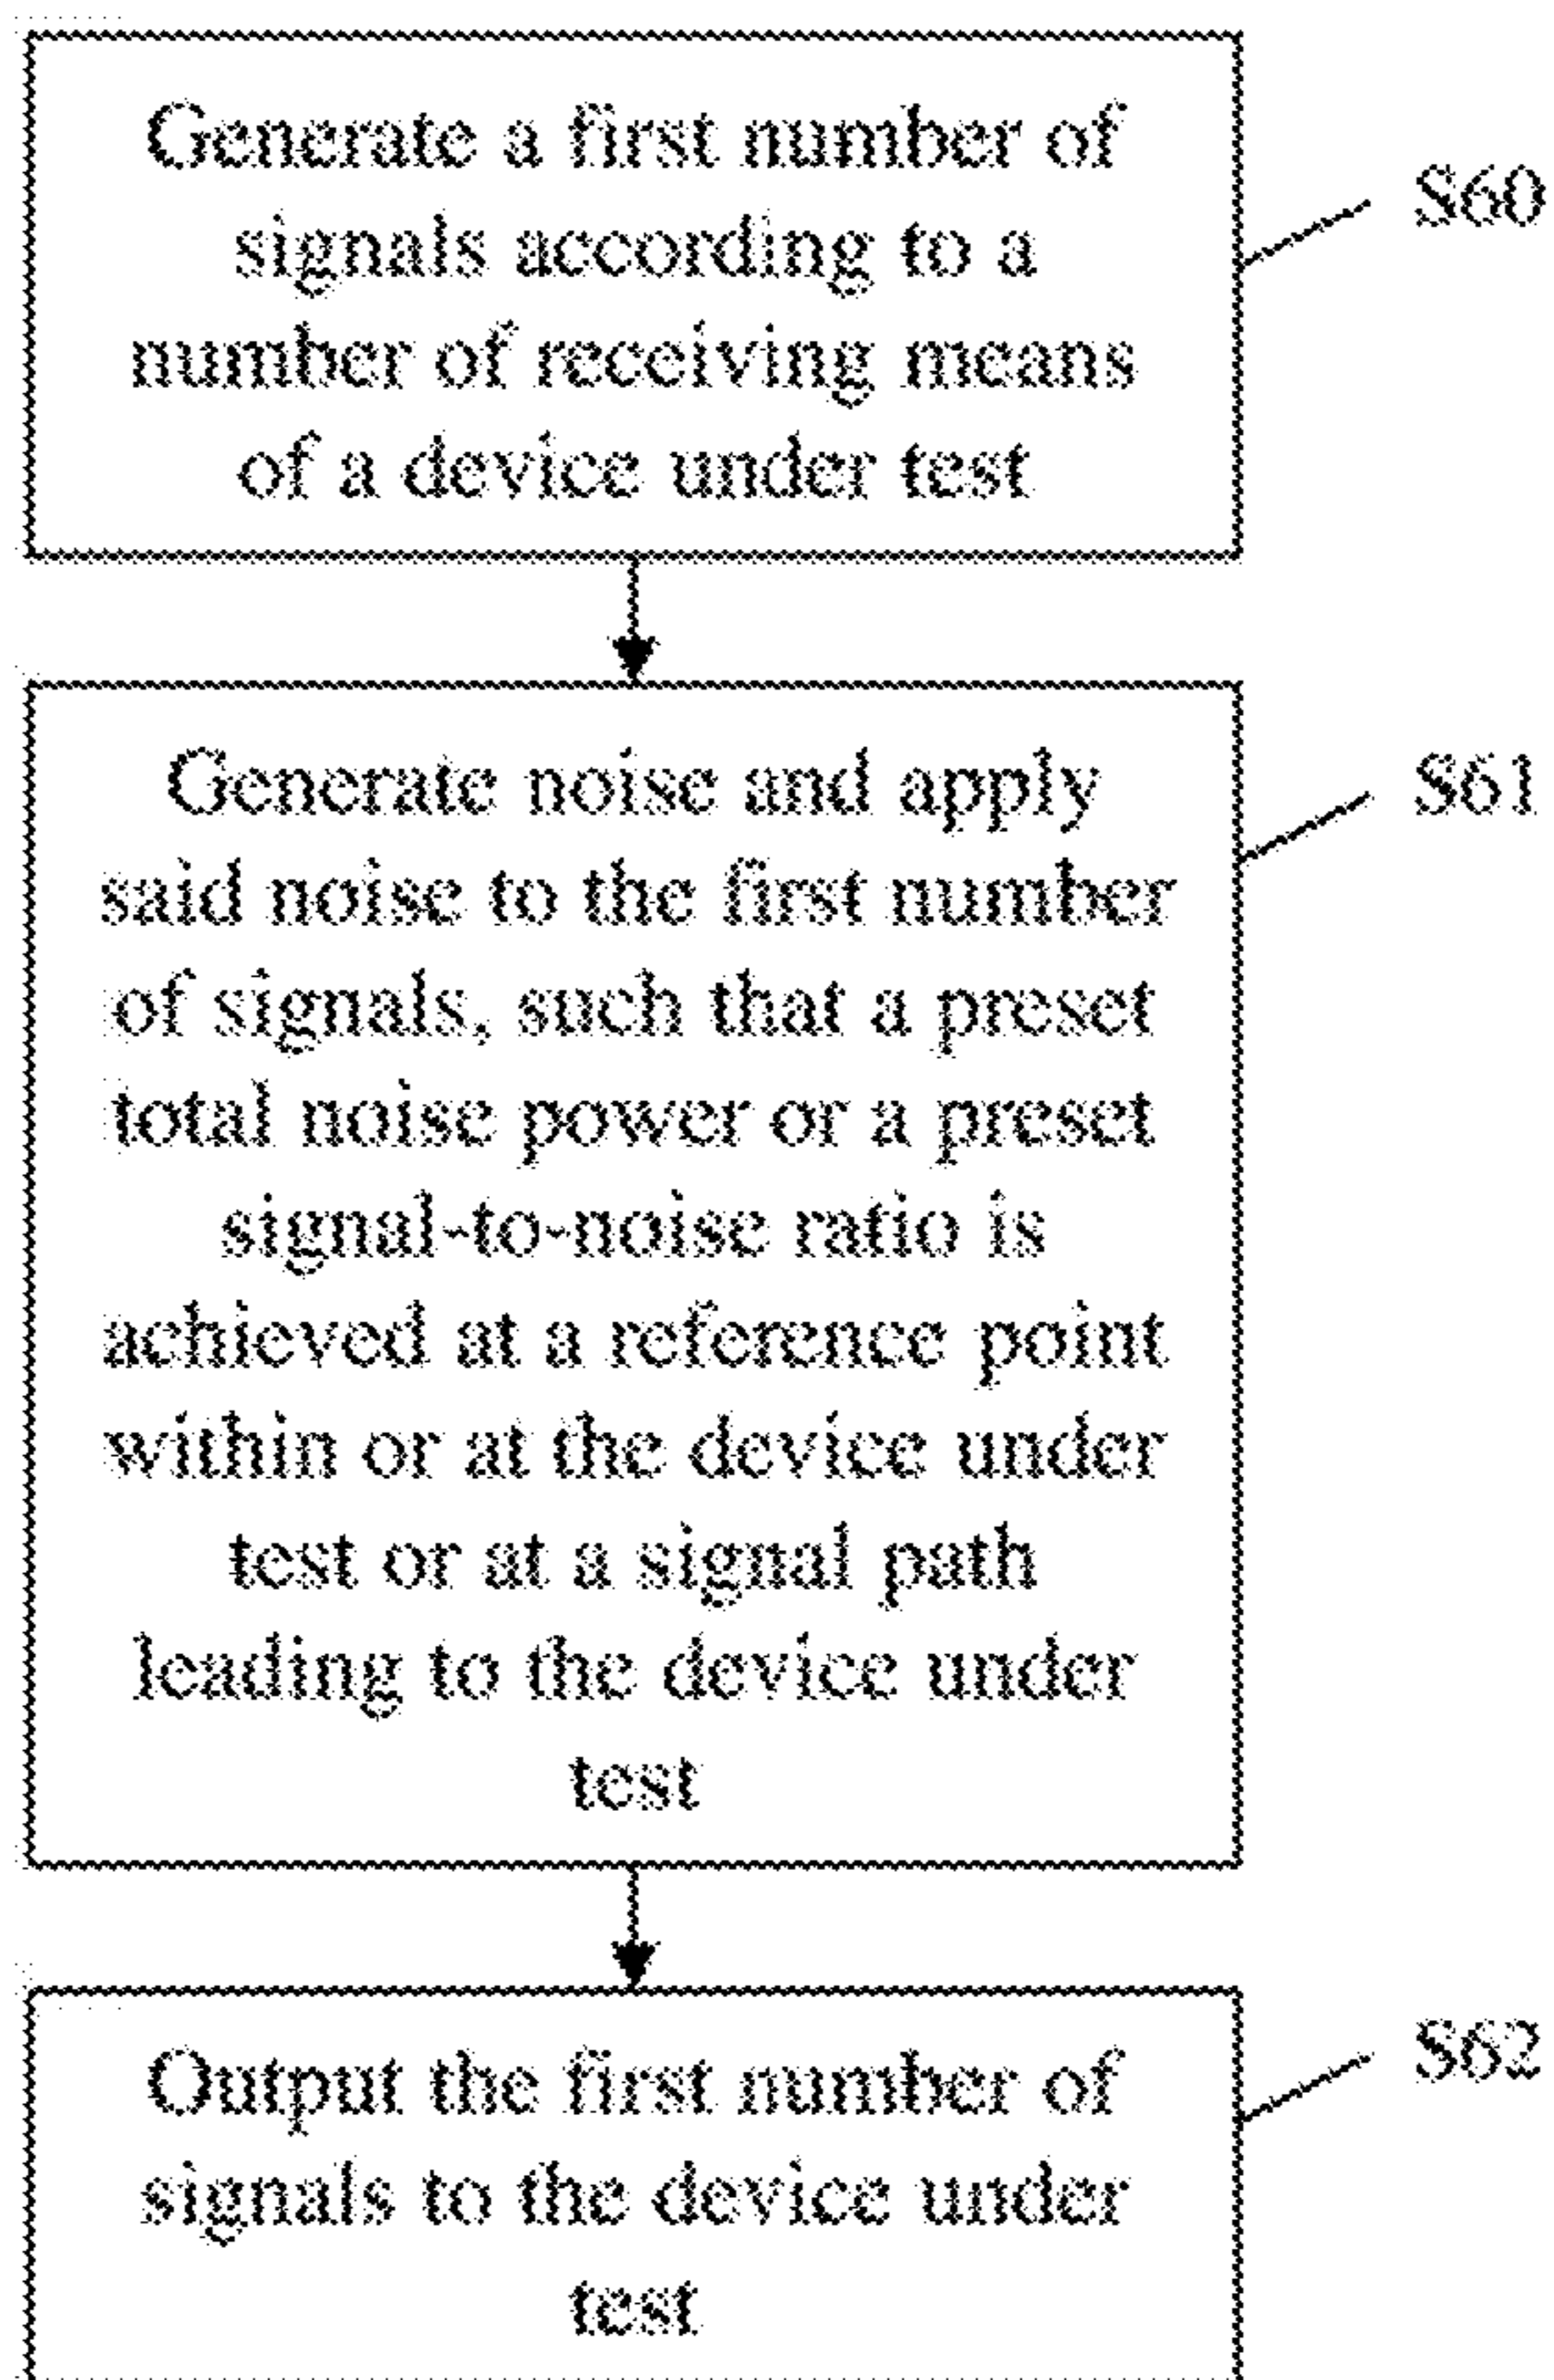 Generate a first number of
signals according to a
number of receiving means
of a device under test
S60
Generate noise and apply
said noise to the first number
of signals, such that a preset
total noise power or a preset
signal-to-noise ratio is
achieved at a reference point
within or at the device under
test or at a signal path
leading to the device under
test
S61
Output the first number of
signals to the device under
test
S62